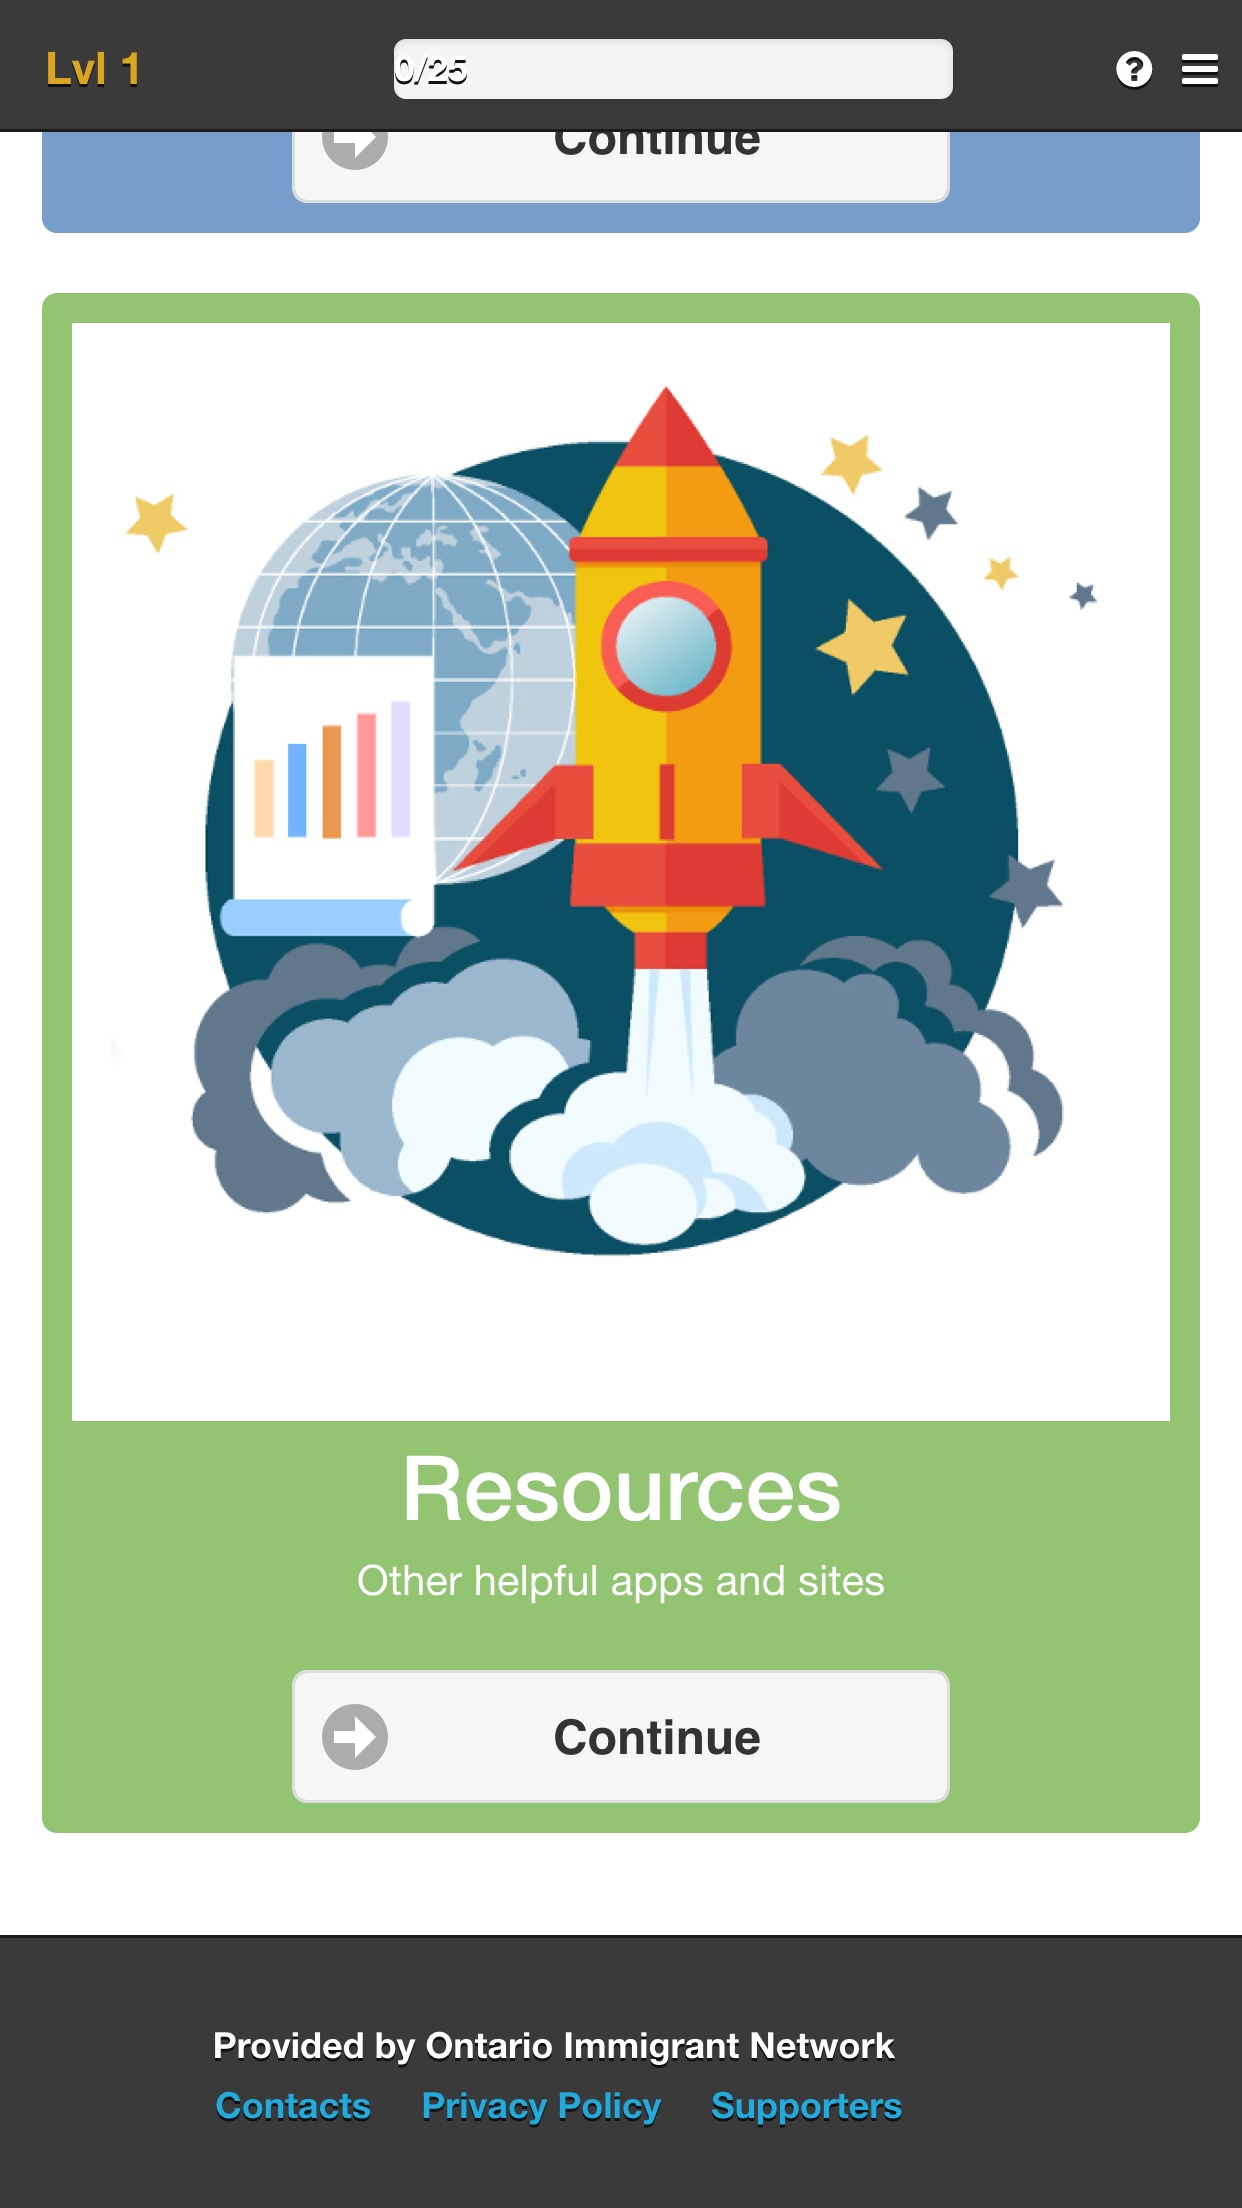 Lvl 1
0/25
Continue
Resources
Other helpful apps and sites
Continue
Provided by Ontario Immigrant Network
Contacts Privacy Policy Supporters